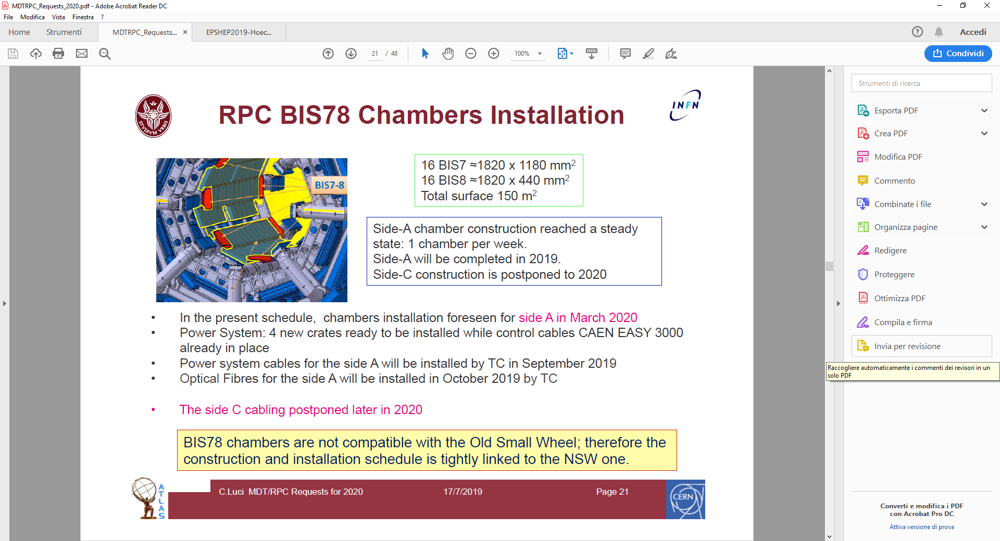 MDTRPC_Requests_2020.pdf - Adobe Acrobat Reader DC
File Modifica Vista Finestra ?
Home Strumenti MDTRPC_Requests... × EPSHEP2019-Hoec... Accedi
21 / 48 100% Condividi
Strumenti di ricerca
Esporta PDF
Crea PDF
Modifica PDF
Commento
Combinate i file
Organizza pagine
Redigere
Proteggere
Ottimizza PDF
Compila e firma
Invia per revisione
Raccogliere automaticamente i commenti dei revisori in un
solo PDF
Converti e modifica i PDF
con Acrobat Pro DC
Attiva versione di prova
STVDIVM VRBIS
RPC BIS78 Chambers Installation
INFN
BIS7-8
16 BIS7 ≈1820 x 1180 mm²
16 BIS8 ≈1820 x 440 mm²
Total surface 150 m²
Side-A chamber construction reached a steady
state: 1 chamber per week.
Side-A will be completed in 2019.
Side-C construction is postponed to 2020
• In the present schedule, chambers installation foreseen for side A in March 2020
• Power System: 4 new crates ready to be installed while control cables CAEN EASY 3000
already in place
• Power system cables for the side A will be installed by TC in September 2019
• Optical Fibres for the side A will be installed in October 2019 by TC
• The side C cabling postponed later in 2020
BIS78 chambers are not compatible with the Old Small Wheel; therefore the
construction and installation schedule is tightly linked to the NSW one.
ATLAS
C.Luci MDT/RPC Requests for 2020 17/7/2019 Page 21
CERN